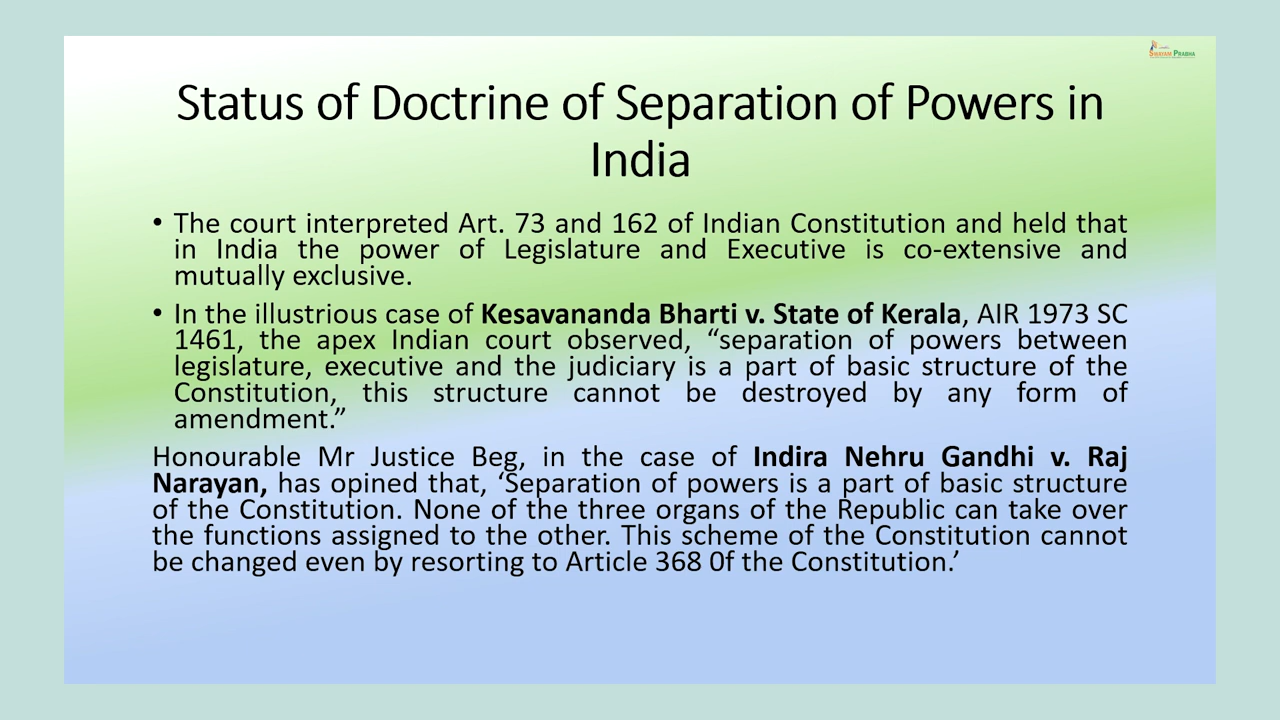 SWAYAM PRABHA
Status of Doctrine of Separation of Powers in
India
• The court interpreted Art. 73 and 162 of Indian Constitution and held that
in India the power of Legislature and Executive is co-extensive and
mutually exclusive.
• In the illustrious case of Kesavananda Bharti v. State of Kerala, AIR 1973 SC
1461, the apex Indian court observed, “separation of powers between
legislature, executive and the judiciary is a part of basic structure of the
Constitution, this structure cannot be destroyed by any form of
amendment.”
Honourable Mr Justice Beg, in the case of Indira Nehru Gandhi v. Raj
Narayan, has opined that, ‘Separation of powers is a part of basic structure
of the Constitution. None of the three organs of the Republic can take over
the functions assigned to the other. This scheme of the Constitution cannot
be changed even by resorting to Article 368 0f the Constitution.’